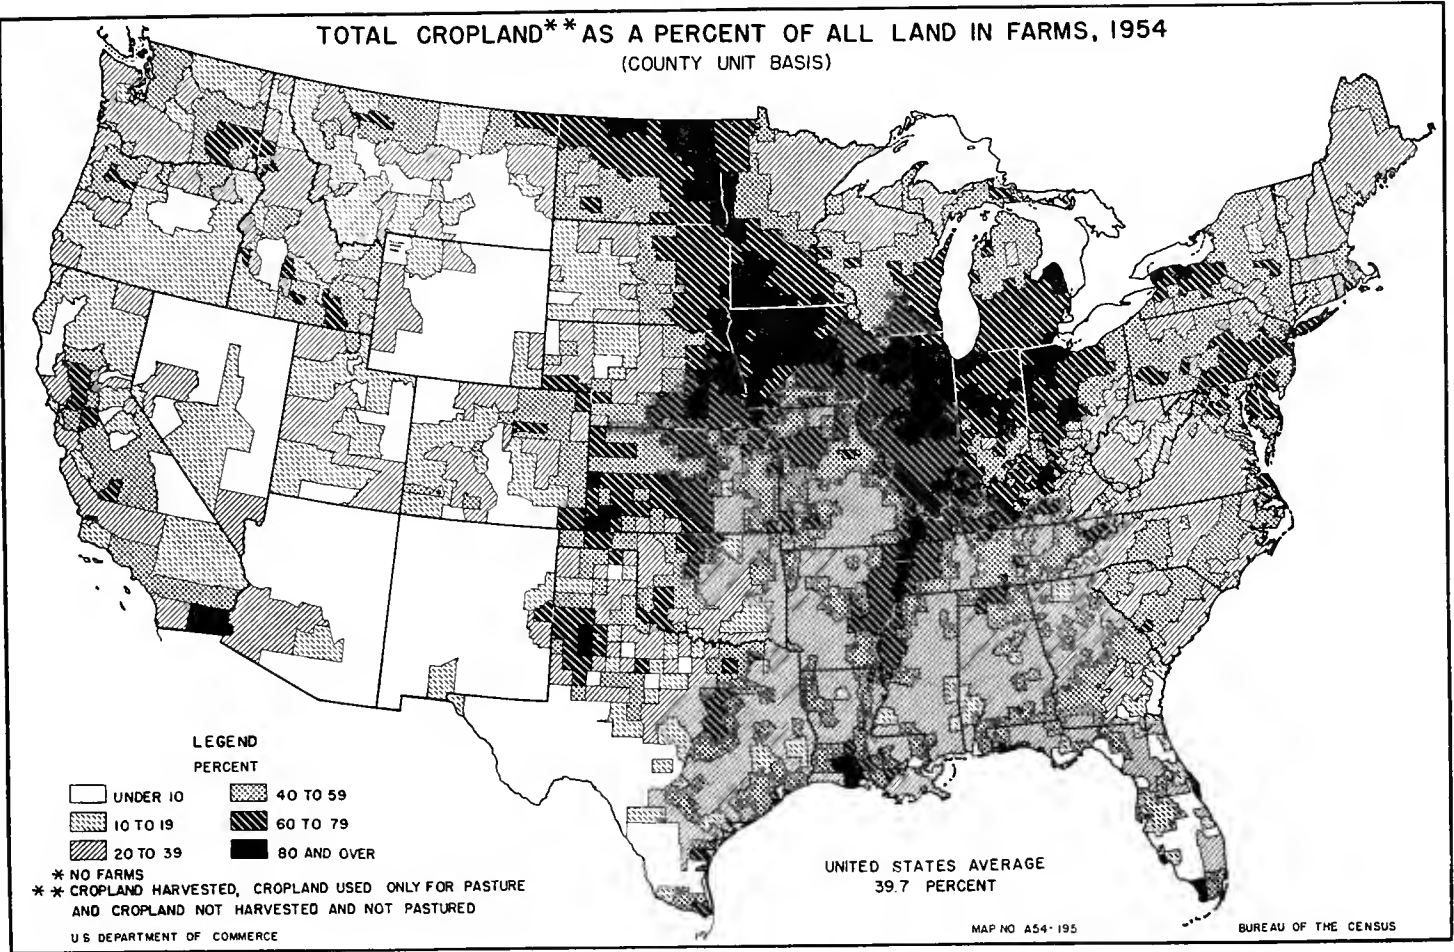 TOTAL CROPLAND** AS A PERCENT OF ALL LAND IN FARMS, 1954
(COUNTY UNIT BASIS)
LEGEND
PERCENT
UNDER 10
10 TO 19
20 TO 39
40 TO 59
60 TO 79
80 AND OVER
* NO FARMS
** CROPLAND HARVESTED, CROPLAND USED ONLY FOR PASTURE
AND CROPLAND NOT HARVESTED AND NOT PASTURED
U S DEPARTMENT OF COMMERCE
UNITED STATES AVERAGE
39.7 PERCENT
MAP NO A54-195
BUREAU OF THE CENSUS